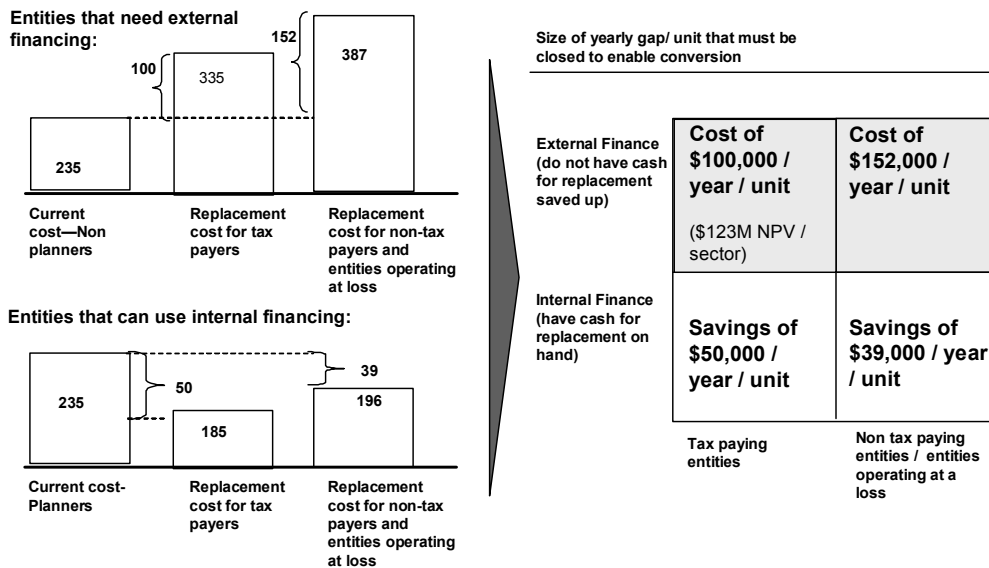 Entities that need external
financing:
152
387
100
335
235
Current
cost—Non
planners
Replacement
cost for tax
payers
Replacement
cost for non-tax
payers and
entities operating
at loss
Entities that can use internal financing:
50
39
235
185
196
Current cost-
Planners
Replacement
cost for tax
payers
Replacement
cost for non-tax
payers and
entities operating
at loss
Size of yearly gap/ unit that must be
closed to enable conversion
External Finance
(do not have cash
for replacement
saved up)
Cost of
$100,000 /
year / unit
($123M NPV /
sector)
Cost of
$152,000 /
year / unit
Internal Finance
(have cash for
replacement on
hand)
Savings of
$50,000 /
year / unit
Savings of
$39,000 / year
/ unit
Tax paying
entities
Non tax paying
entities / entities
operating at a
loss